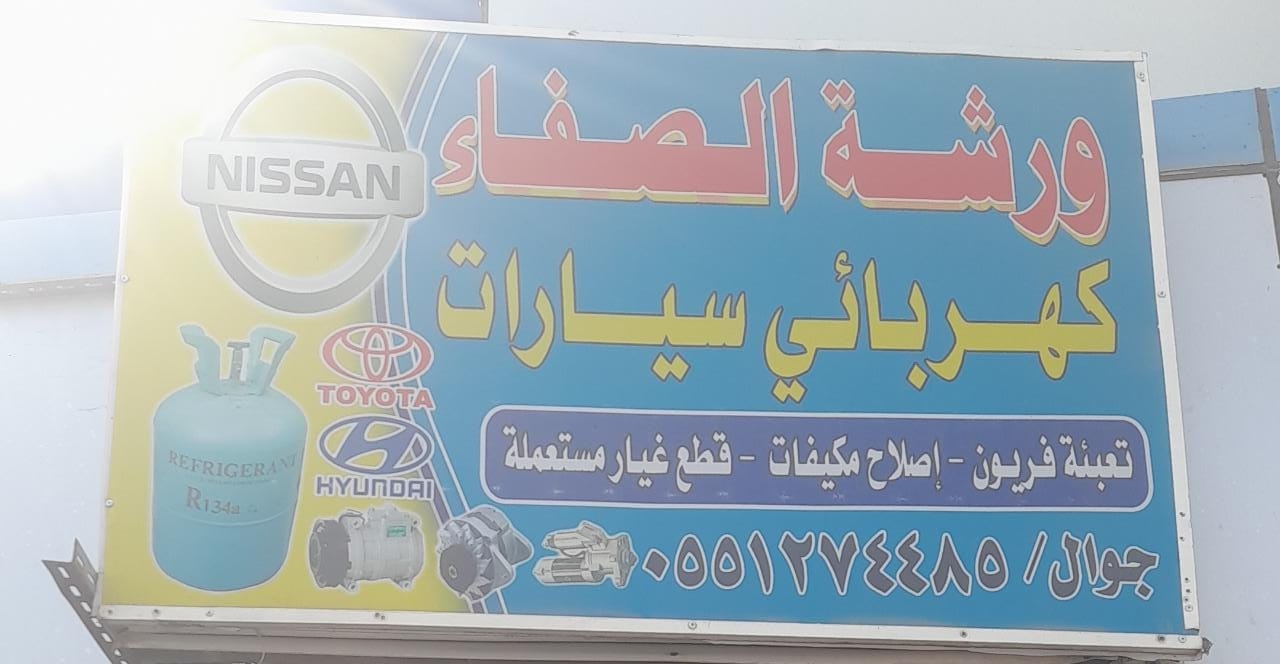 ورشة الصفاء
كهربائي سيارات
تعبئة فريون - إصلاح مكيفات - قطع غيار مستعملة
جوال/ ٠٥٥١٢٧٤٤٨٥
NISSAN
TOYOTA
HYUNDAI
REFRIGERANT
R134a